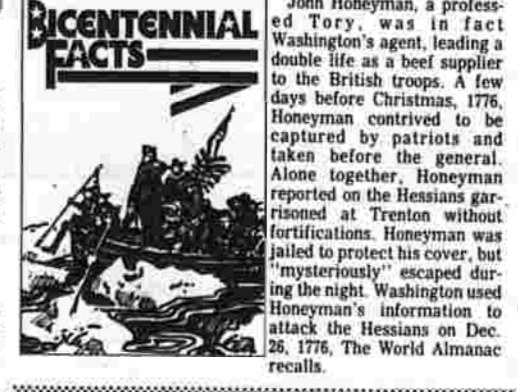 BICENTENNIAL
FACTS
John Honeyman, a profess-
ed Tory, was in fact
Washington's agent, leading a
double life as a beef supplier
to the British troops. A few
days before Christmas, 1776,
Honeyman contrived to be
captured by patriots and
taken before the general.
Alone together, Honeyman
reported on the Hessians gar-
risoned at Trenton without
fortifications. Honeyman was
jailed to protect his cover, but
"mysteriously" escaped dur-
ing the night. Washington used
Honeyman's information to
attack the Hessians on Dec.
26, 1776, The World Almanac
recalls.